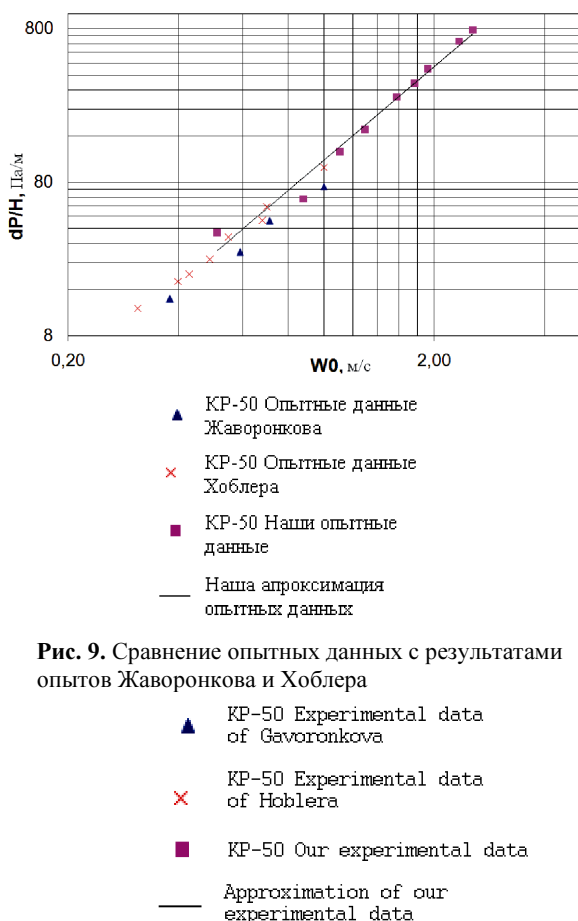 800
80
dP/H, Па/м
8
0,20
W0, м/с
2,00
КР-50 Опытные данные
Жаворонкова
КР-50 Опытные данные
Хоблера
КР-50 Наши опытные
данные
Наша апроксимация
опытных данных
Рис. 9. Сравнение опытных данных с результатами
опытов Жаворонкова и Хоблера
КР-50 Experimental data
of Gavoronkova
КР-50 Experimental data
of Hoblera
КР-50 Our experimental data
Approximation of our
experimental data